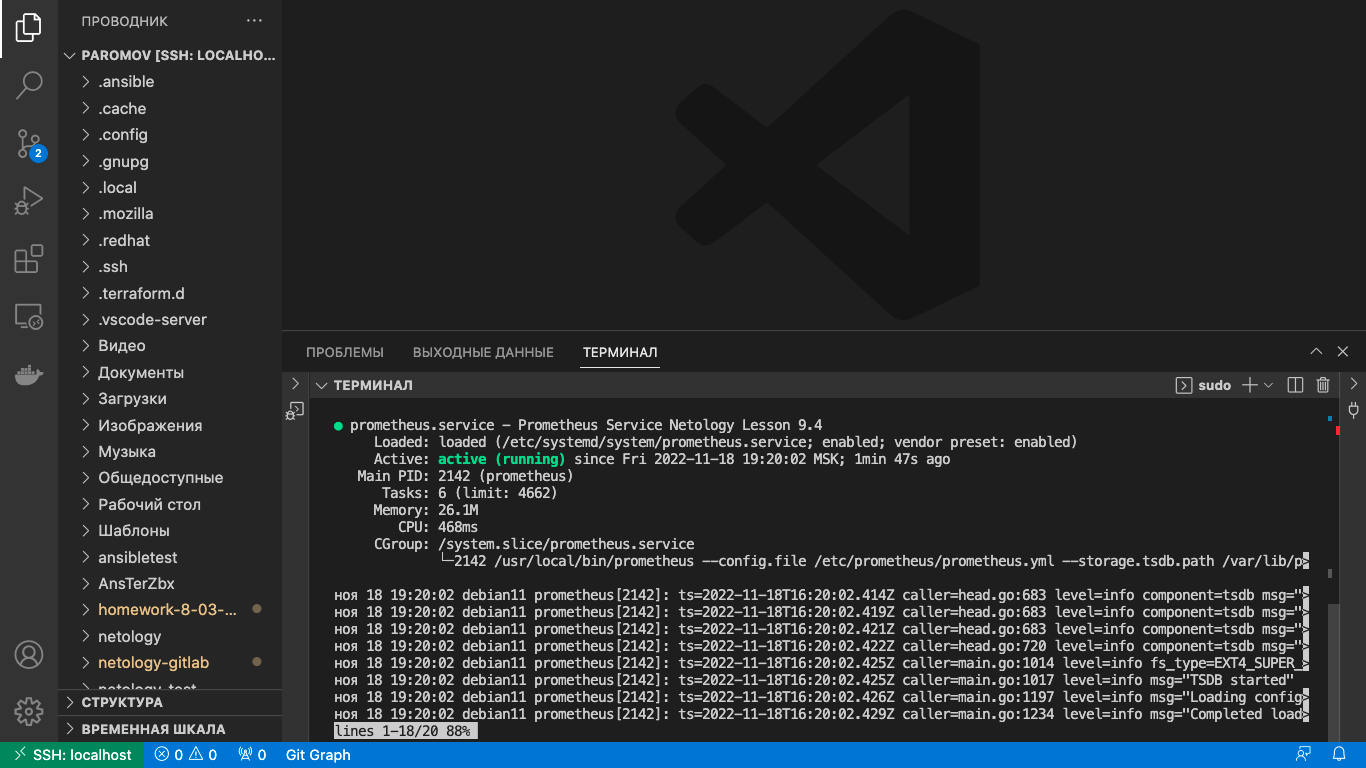 ПРОВОДНИК
PAROMOV [SSH: LOCALHO...
.ansible
.cache
.config
.gnupg
.local
.mozilla
.redhat
.ssh
.terraform.d
.vscode-server
Видео
Документы
Загрузки
Изображения
Музыка
Общедоступные
Рабочий стол
Шаблоны
ansibletest
AnsTerZbx
homework-8-03-...
netology
netology-gitlab
netology-test
СТРУКТУРА
ВРЕМЕННАЯ ШКАЛА
2
ПРОБЛЕМЫ ВЫХОДНЫЕ ДАННЫЕ ТЕРМИНАЛ
ТЕРМИНАЛ sudo
● prometheus.service - Prometheus Service Netology Lesson 9.4
Loaded: loaded (/etc/systemd/system/prometheus.service; enabled; vendor preset: enabled)
Active: active (running) since Fri 2022-11-18 19:20:02 MSK; 1min 47s ago
Main PID: 2142 (prometheus)
Tasks: 6 (limit: 4662)
Memory: 26.1M
CPU: 468ms
CGroup: /system.slice/prometheus.service
└─2142 /usr/local/bin/prometheus --config.file /etc/prometheus/prometheus.yml --storage.tsdb.path /var/lib/p>
ноя 18 19:20:02 debian11 prometheus[2142]: ts=2022-11-18T16:20:02.414Z caller=head.go:683 level=info component=tsdb msg=">
ноя 18 19:20:02 debian11 prometheus[2142]: ts=2022-11-18T16:20:02.419Z caller=head.go:683 level=info component=tsdb msg=">
ноя 18 19:20:02 debian11 prometheus[2142]: ts=2022-11-18T16:20:02.421Z caller=head.go:683 level=info component=tsdb msg=">
ноя 18 19:20:02 debian11 prometheus[2142]: ts=2022-11-18T16:20:02.422Z caller=head.go:720 level=info component=tsdb msg=">
ноя 18 19:20:02 debian11 prometheus[2142]: ts=2022-11-18T16:20:02.425Z caller=main.go:1014 level=info fs_type=EXT4_SUPER_>
ноя 18 19:20:02 debian11 prometheus[2142]: ts=2022-11-18T16:20:02.425Z caller=main.go:1017 level=info msg="TSDB started"
ноя 18 19:20:02 debian11 prometheus[2142]: ts=2022-11-18T16:20:02.426Z caller=main.go:1197 level=info msg="Loading config>
ноя 18 19:20:02 debian11 prometheus[2142]: ts=2022-11-18T16:20:02.429Z caller=main.go:1234 level=info msg="Completed load>
lines 1-18/20 88%
SSH: localhost 0 0 0 Git Graph